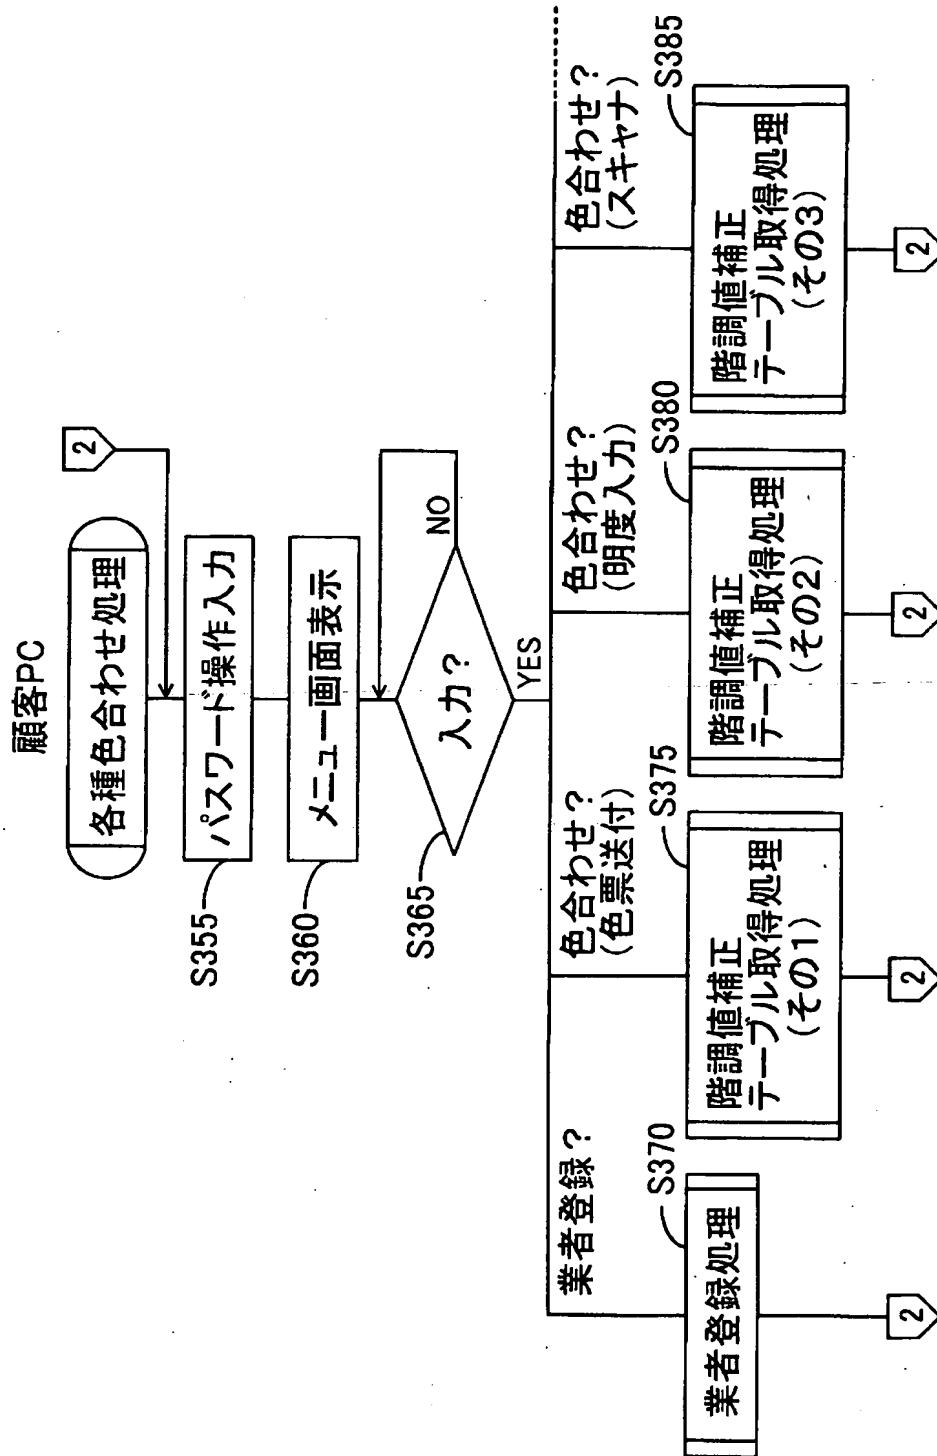 顧客PC
各種色合わせ処理
2
S355
パスワード操作入力
S360
メニュー画面表示
S365
入力?
NO
YES
業者登録?
S370
業者登録処理
2
色合わせ?
(色票送付)
S375
階調値補正
テーブル取得処理
(その1)
2
色合わせ?
(明度入力)
S380
階調値補正
テーブル取得処理
(その2)
2
色合わせ?
(スキャナ)
S385
階調値補正
テーブル取得処理
(その3)
2